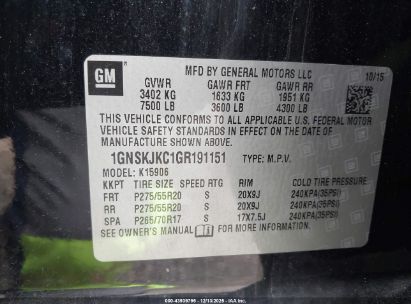 GM
MFD BY GENERAL MOTORS LLC
10/15
GVWR GAWR FRT GAWR RR
3402 KG 1633 KG 1951 KG
7500 LB 3600 LB 4300 LB
THIS VEHICLE CONFORMS TO ALL APPLICABLE U.S. FEDERAL MOTOR
VEHICLE SAFETY STANDARDS IN EFFECT ON THE DATE OF
MANUFACTURE SHOWN ABOVE.
1GNSKJKC1GR191151 TYPE: M.P.V.
MODEL: K15906
KKPT TIRE SIZE SPEED RTG RIM COLD TIRE PRESSURE
FRT P275/55R20 S 20X9J 240KPA(35PSI)
RR P275/55R20 S 20X9J 240KPA(35PSI)
SPA P265/70R17 S 17X7.5J 240KPA(35PSI)
SEE OWNER'S MANUAL FOR MORE INFORMATION.